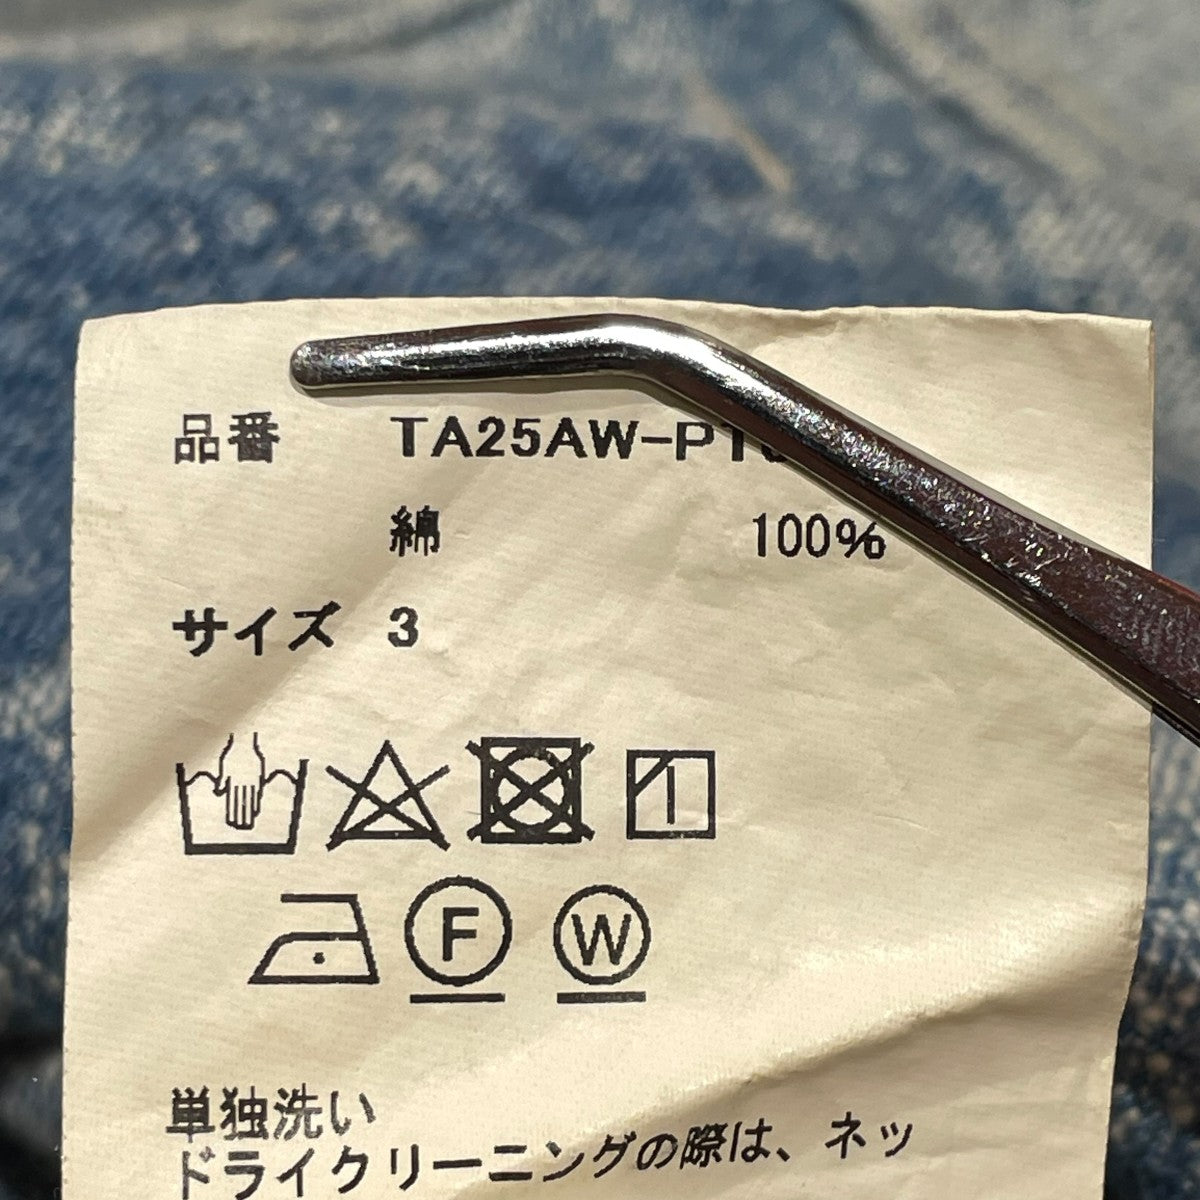 品番 TA25AW-PT
綿 100%
サイズ 3
F W
単独洗い
ドライクリーニングの際は、ネッ